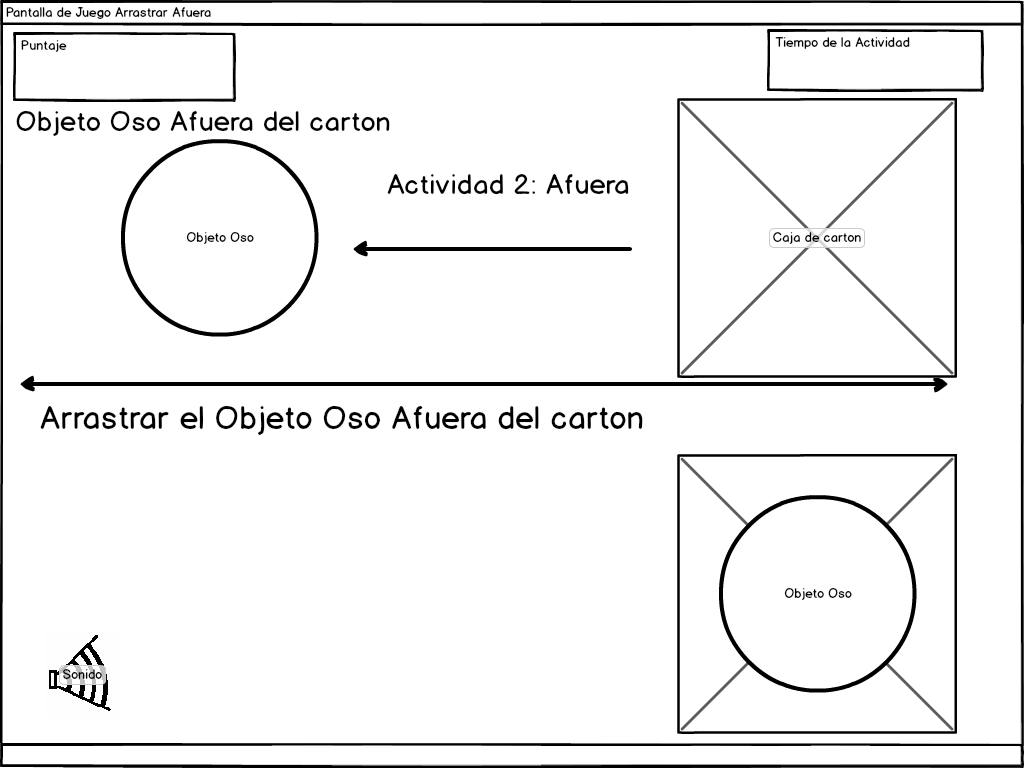 Pantalla de Juego Arrastrar Afuera
Puntaje
Tiempo de la Actividad
Objeto Oso Afuera del carton
Actividad 2: Afuera
Objeto Oso
Caja de carton
Arrastrar el Objeto Oso Afuera del carton
Objeto Oso
Sonido